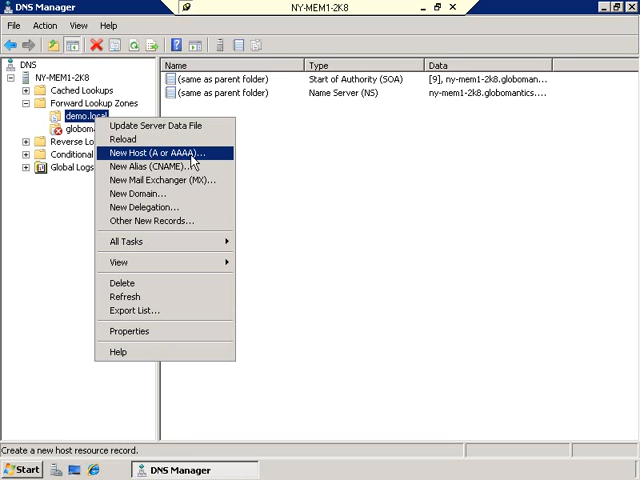 DNS Manager
NY-MEM1-2K8
File Action View Help
DNS
NY-MEM1-2K8
Cached Lookups
Forward Lookup Zones
demo.local
globoma
Reverse Lo
Conditional
Global Logs
Name Type Data
(same as parent folder) Start of Authority (SOA) [9], ny-mem1-2k8.globoman...
(same as parent folder) Name Server (NS) ny-mem1-2k8.globomantics....
Update Server Data File
Reload
New Host (A or AAAA)...
New Alias (CNAME)...
New Mail Exchanger (MX)...
New Domain...
New Delegation...
Other New Records...
All Tasks
View
Delete
Refresh
Export List...
Properties
Help
Create a new host resource record.
Start DNS Manager